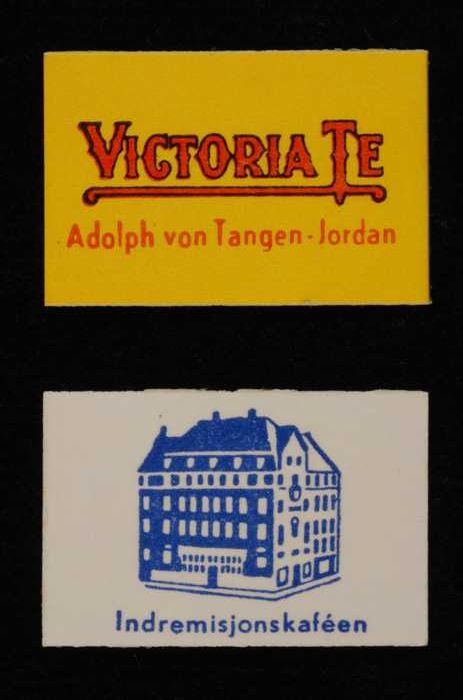 VICTORIA TE
Adolph von Tangen-Jordan
Indremisjonskaféen